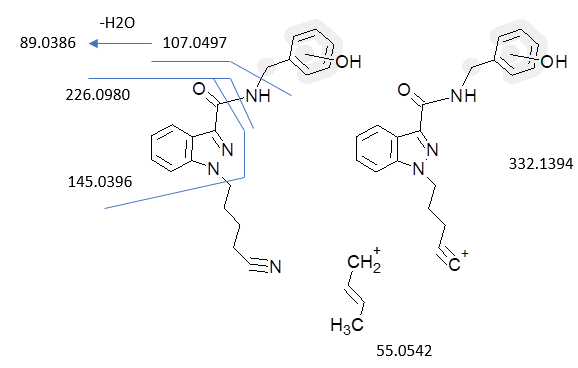 -H2O
89.0386
107.0497
OH
OH
226.0980
O
NH
O
NH
N
N
N
N
332.1394
145.0396
N
C+
CH2+
H3C
55.0542